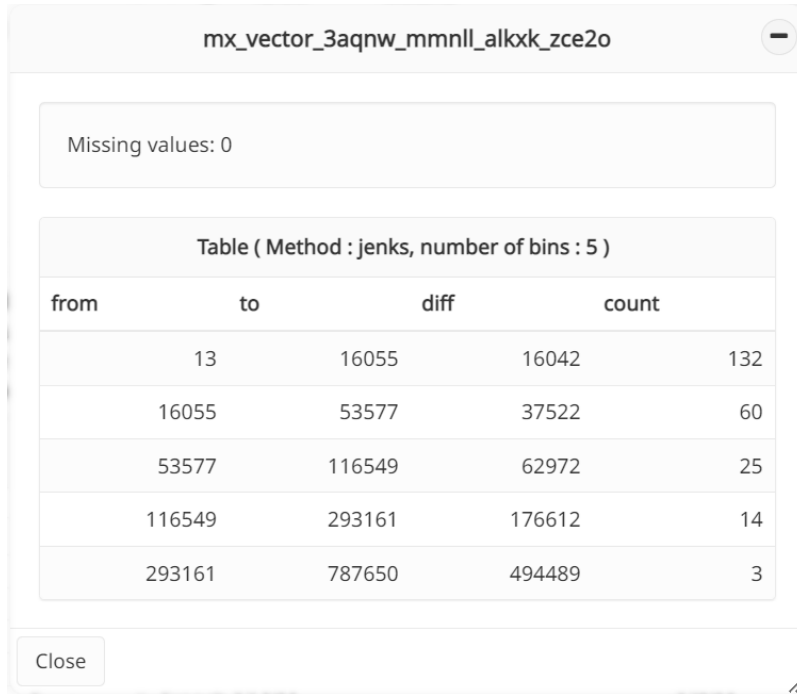 mx_vector_3aqnw_mmnll_alkxk_zce2o
Missing values: 0
Table ( Method : jenks, number of bins : 5 )
from to diff count
13 16055 16042 132
16055 53577 37522 60
53577 116549 62972 25
116549 293161 176612 14
293161 787650 494489 3
Close